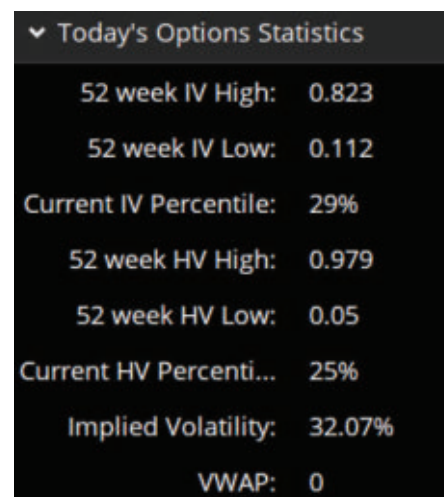 Today's Options Statistics
52 week IV High: 0.823
52 week IV Low: 0.112
Current IV Percentile: 29%
52 week HV High: 0.979
52 week HV Low: 0.05
Current HV Percenti... 25%
Implied Volatility: 32.07%
VWAP: 0